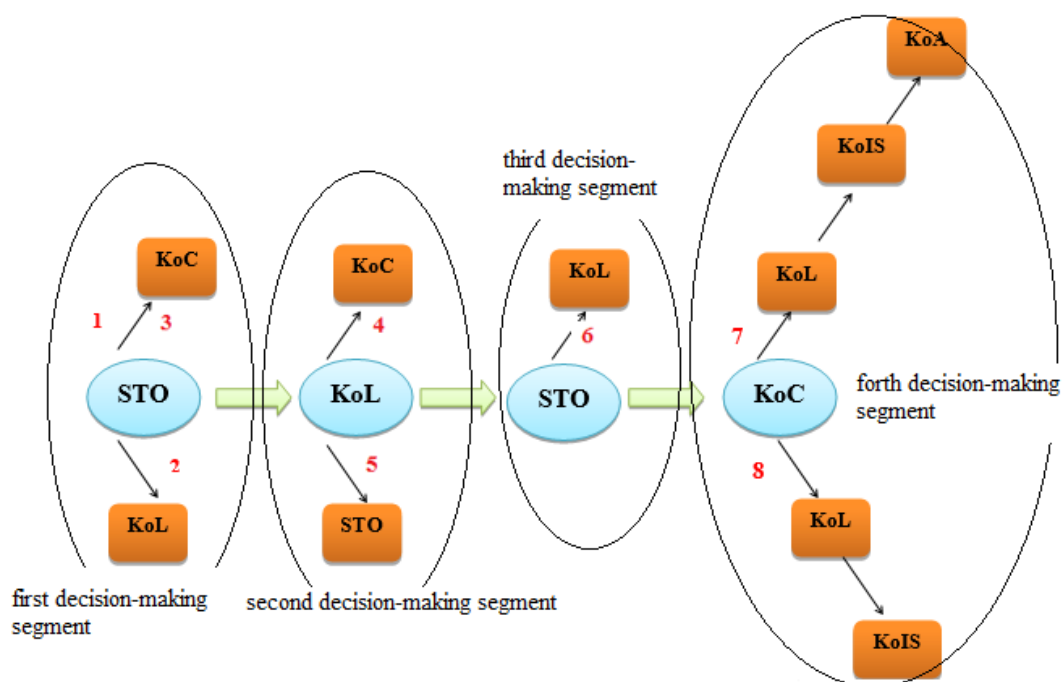 KoA
KoIS
third decision-
making segment
KoC
KoC
KoL
KoL
1
3
4
6
7
STO
KoL
STO
KoC
forth decision-making
segment
2
5
8
KoL
STO
KoL
first decision-making
segment
second decision-making segment
KoIS